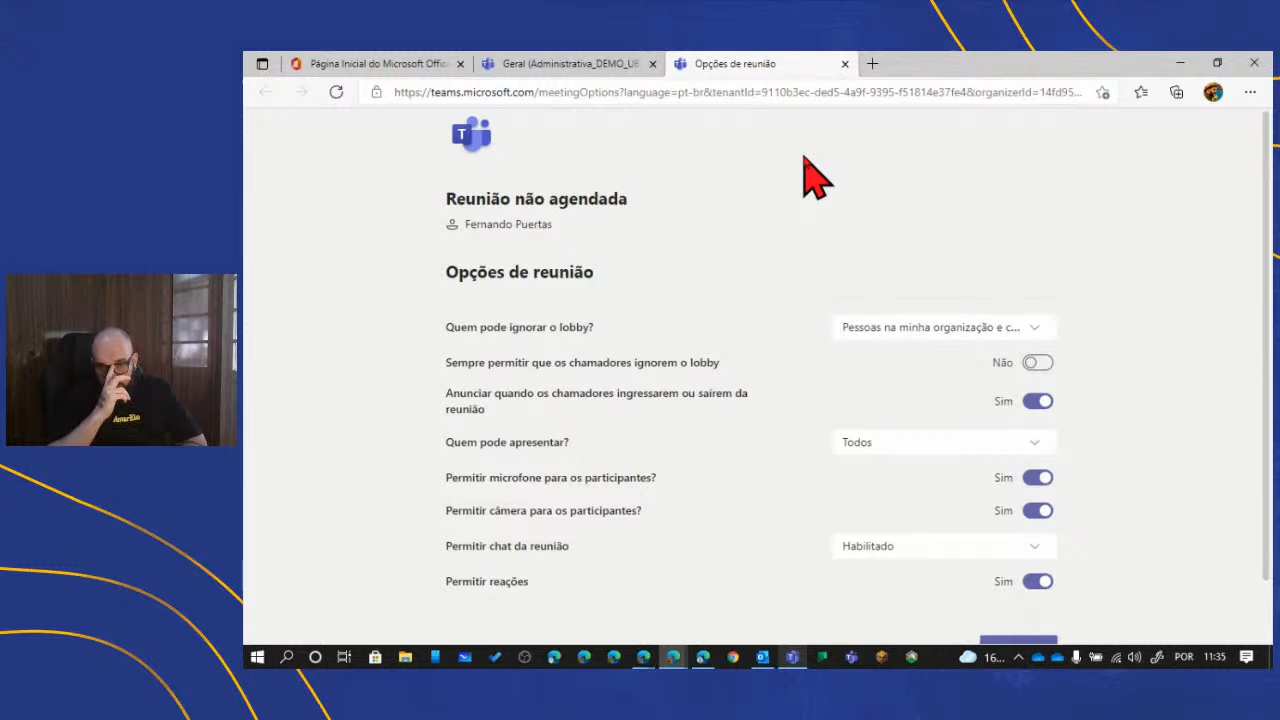 Página Inicial do Microsoft Office
Geral (Administrativa_DEMO_UB
Opções de reunião
https://teams.microsoft.com/meetingOptions?language=pt-br&tenantId=9110b3ec-ded5-4a9f-9395-f51814e37fe4&organizerId=14fd95...
T
Reunião não agendada
Fernando Puertas
Opções de reunião
Quem pode ignorar o lobby?
Pessoas na minha organização e c...
Sempre permitir que os chamadores ignorem o lobby
Não
Anunciar quando os chamadores ingressarem ou saírem da
reunião
Sim
Quem pode apresentar?
Todos
Permitir microfone para os participantes?
Sim
Permitir câmera para os participantes?
Sim
Permitir chat da reunião
Habilitado
Permitir reações
Sim
AmarElo
16...
POR
11:35